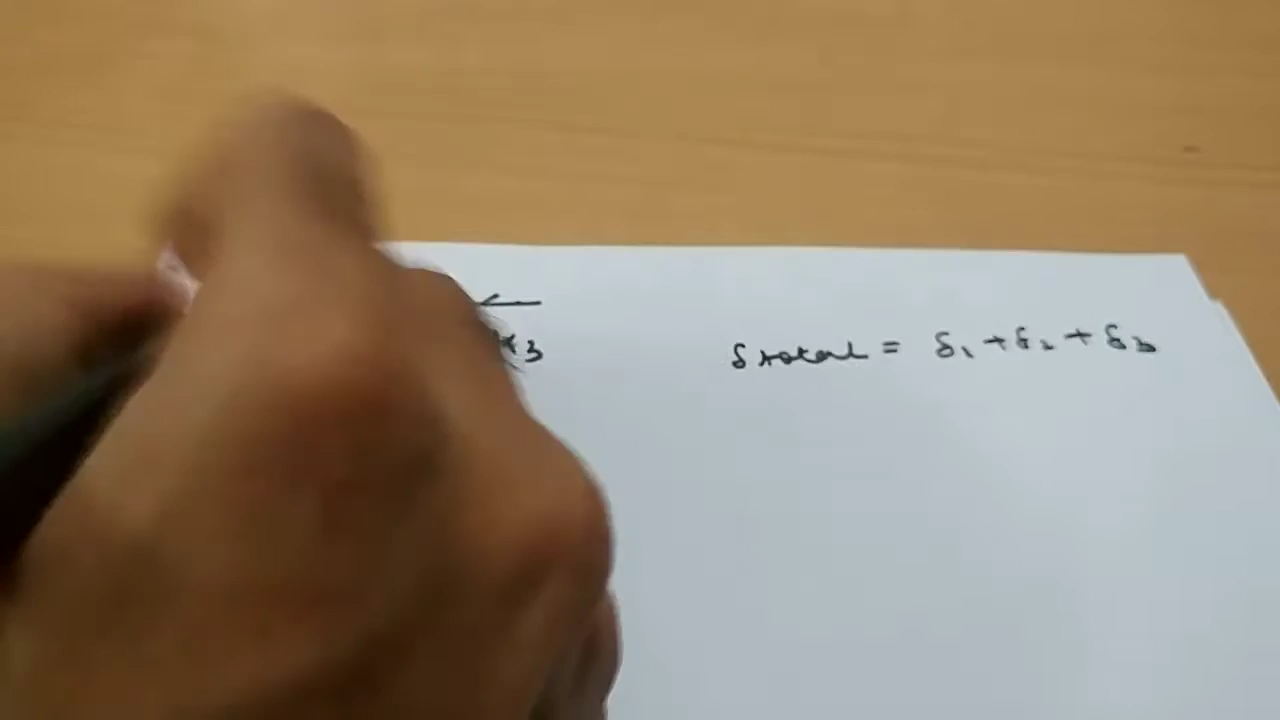 δtotal = δ₁ + δ₂ + δ₃